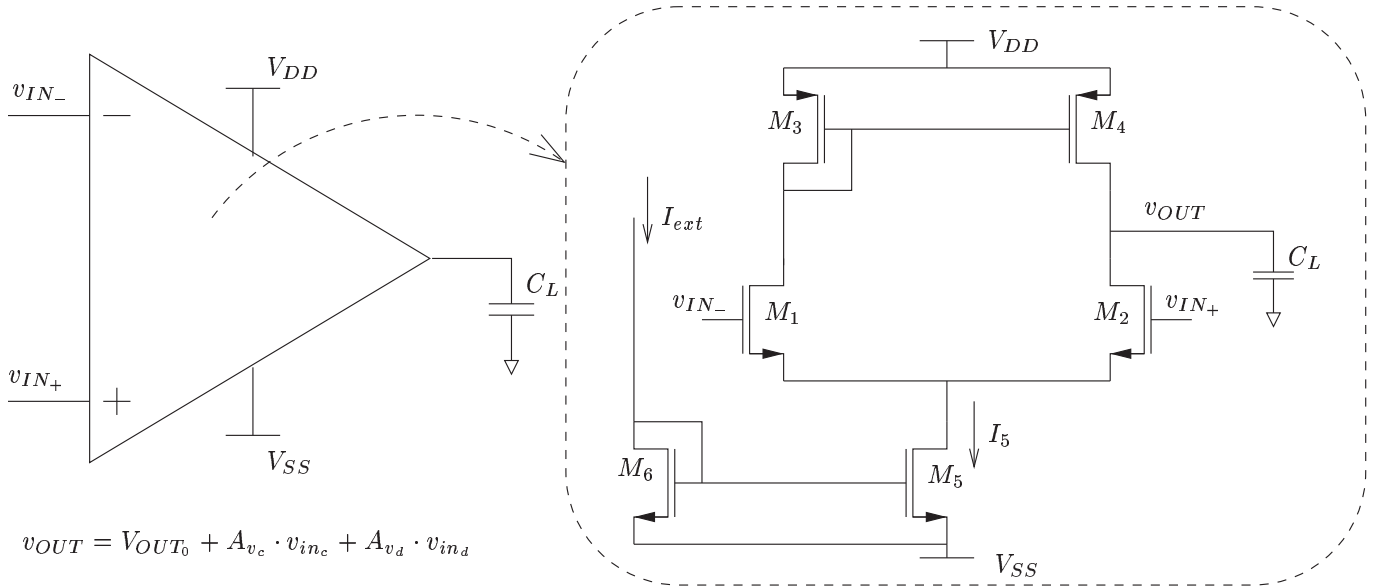 V_{DD}
v_{IN_-}
−
V_{DD}
M_3
M_4
I_{ext}
v_{OUT}
C_L
C_L
v_{IN_-}
M_1
M_2
v_{IN_+}
v_{IN_+}
+
I_5
V_{SS}
M_6
M_5
v_{OUT} = V_{OUT_0} + A_{v_c} · v_{in_c} + A_{v_d} · v_{in_d}
V_{SS}